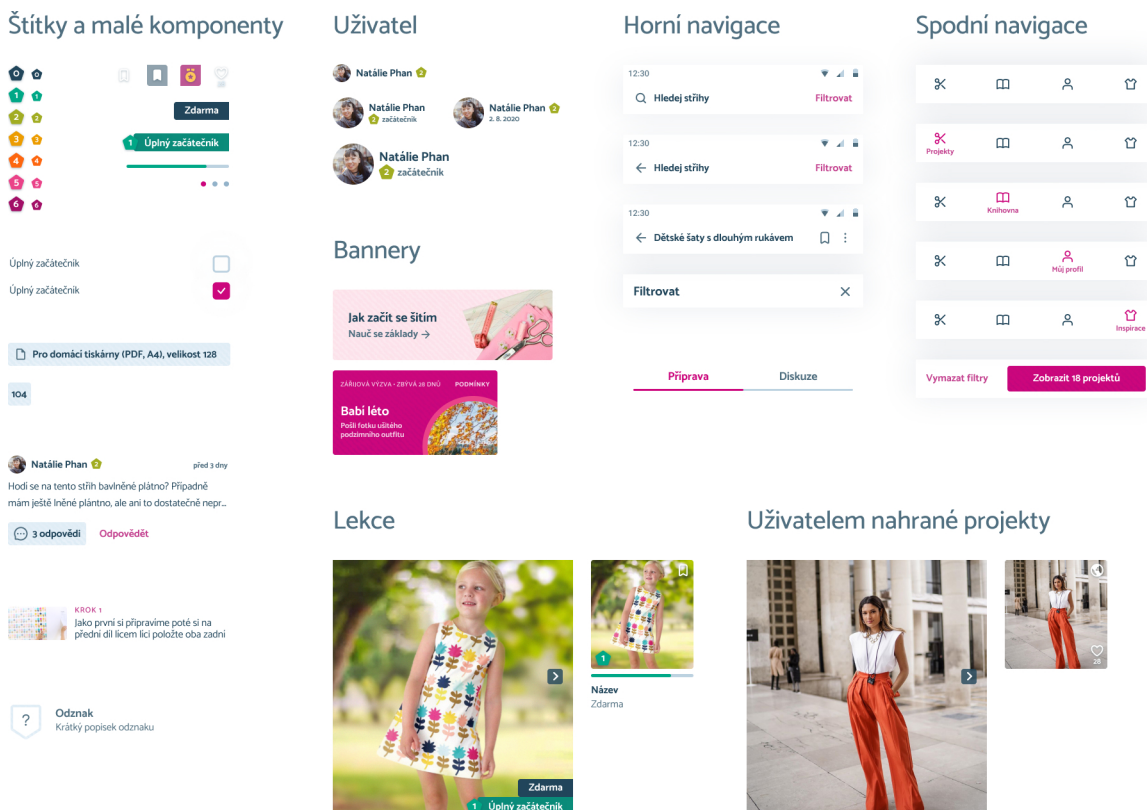 Štítky a malé komponenty
0 0
1 1
2 2
3 3
4 4
5 5
6 6
28
Zdarma
1 Úplný začátečník
Úplný začátečník
Úplný začátečník
Pro domácí tiskárny (PDF, A4), velikost 128
104
Natálie Phan 2 před 3 dny
Hodí se na tento střih bavlněné plátno? Případně
mám ještě lněné plántno, ale ani to dostatečně nepr...
3 odpovědi Odpovědět
KROK 1
Jako první si připravíme poté si na
přední díl lícem líci položte oba zadní
?
Odznak
Krátký popisek odznaku
Uživatel
Natálie Phan 2
Natálie Phan
2 začátečník
Natálie Phan 2
2. 8. 2020
Natálie Phan
2 začátečník
Bannery
Jak začít se šitím
Nauč se základy →
ZÁŘIJOVÁ VÝZVA • ZBÝVÁ 28 DNŮ PODMÍNKY
Babí léto
Pošli fotku ušitého
podzimního outfitu
Horní navigace
12:30
Hledej střihy Filtrovat
12:30
← Hledej střihy Filtrovat
12:30
← Dětské šaty s dlouhým rukávem
Filtrovat
Příprava Diskuze
Spodní navigace
Projekty
Knihovna
Můj profil
Inspirace
Vymazat filtry Zobrazit 18 projektů
Lekce
Zdarma
1 Úplný začátečník
1
Název
Zdarma
Uživatelem nahrané projekty
28